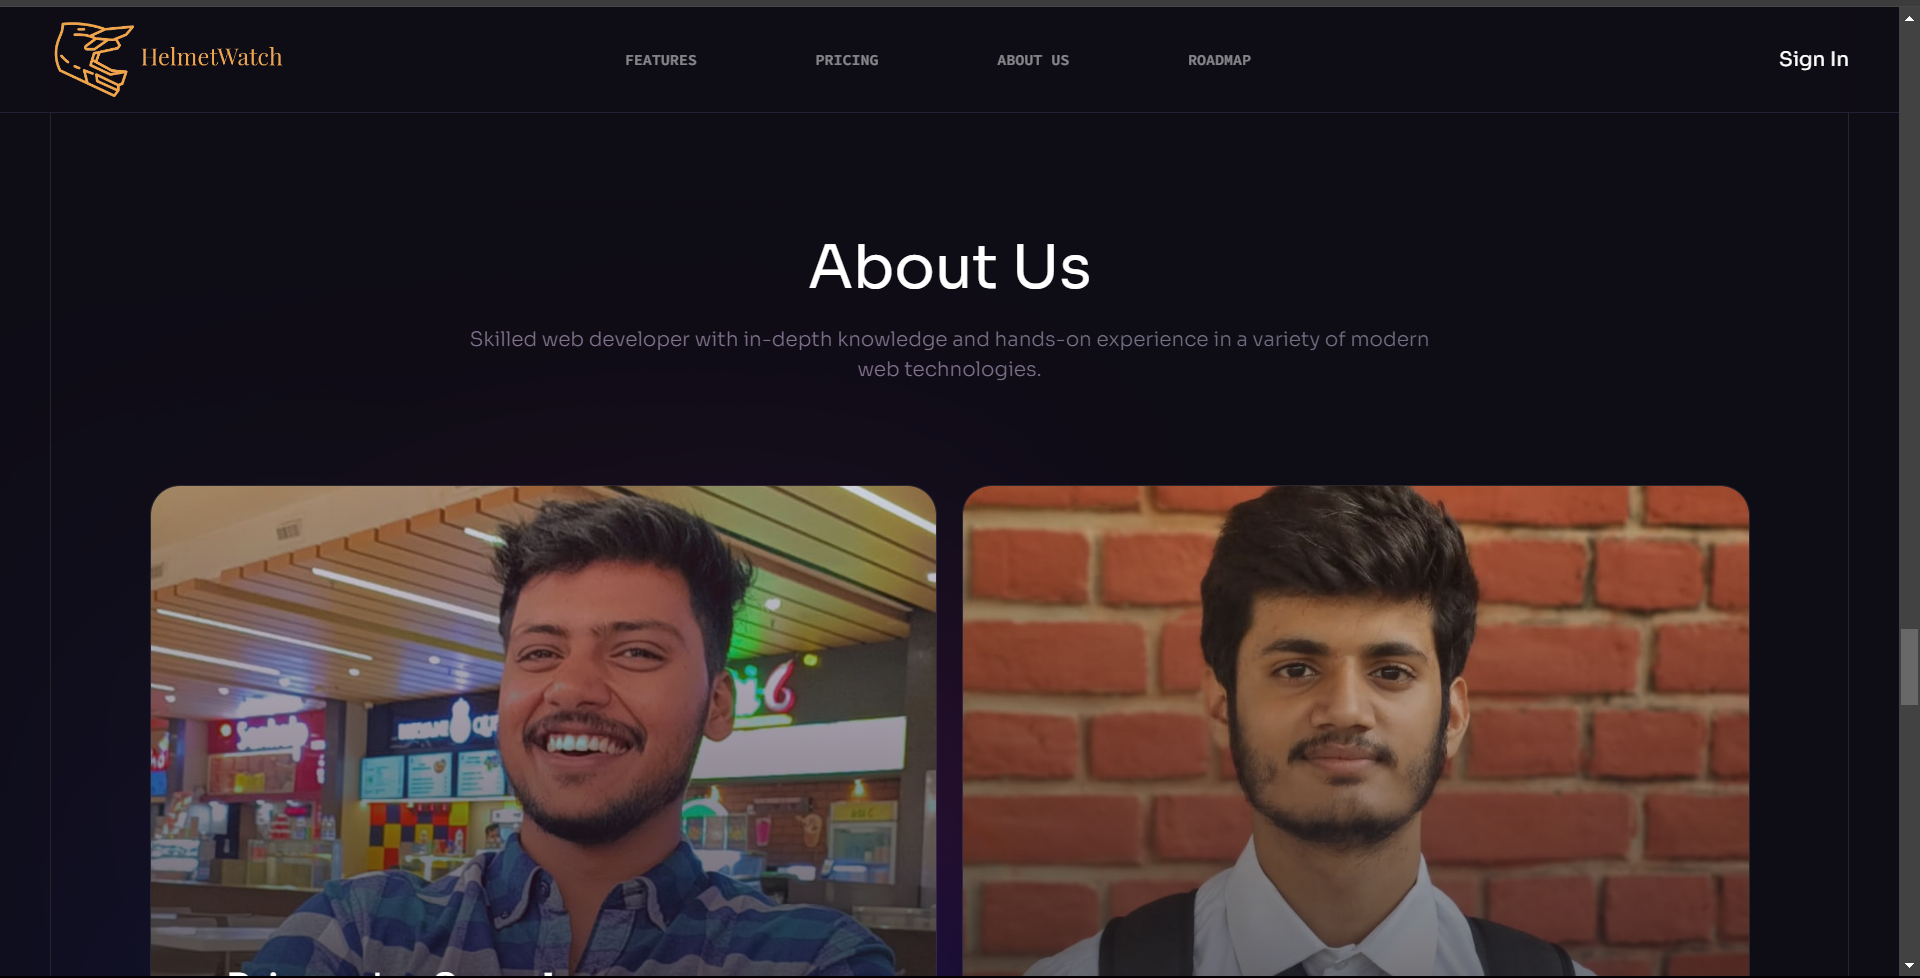 HelmetWatch
FEATURES
PRICING
ABOUT US
ROADMAP
Sign In
About Us
Skilled web developer with in-depth knowledge and hands-on experience in a variety of modern
web technologies.